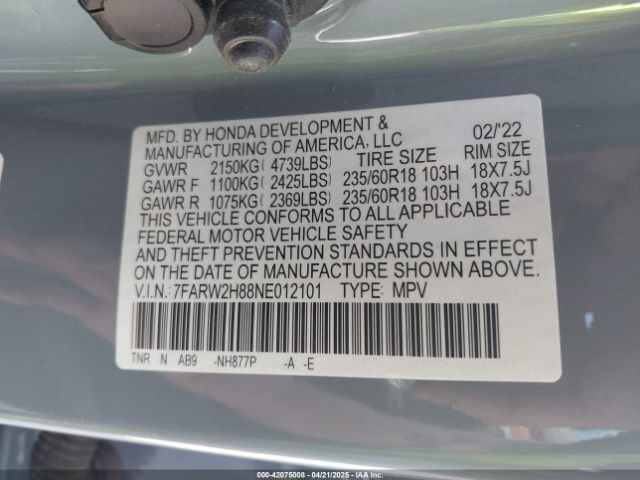 MFD. BY HONDA DEVELOPMENT &
MANUFACTURING OF AMERICA, LLC 02/'22
GVWR 2150KG( 4739LBS) TIRE SIZE RIM SIZE
GAWR F 1100KG( 2425LBS) 235/60R18 103H 18X7.5J
GAWR R 1075KG( 2369LBS) 235/60R18 103H 18X7.5J
THIS VEHICLE CONFORMS TO ALL APPLICABLE
FEDERAL MOTOR VEHICLE SAFETY
AND THEFT PREVENTION STANDARDS IN EFFECT
ON THE DATE OF MANUFACTURE SHOWN ABOVE.
V.I.N.:7FARW2H88NE012101 TYPE: MPV
TNR N AB9 -NH877P -A -E
000-42075008 - 04/21/2025 - IAA Inc.